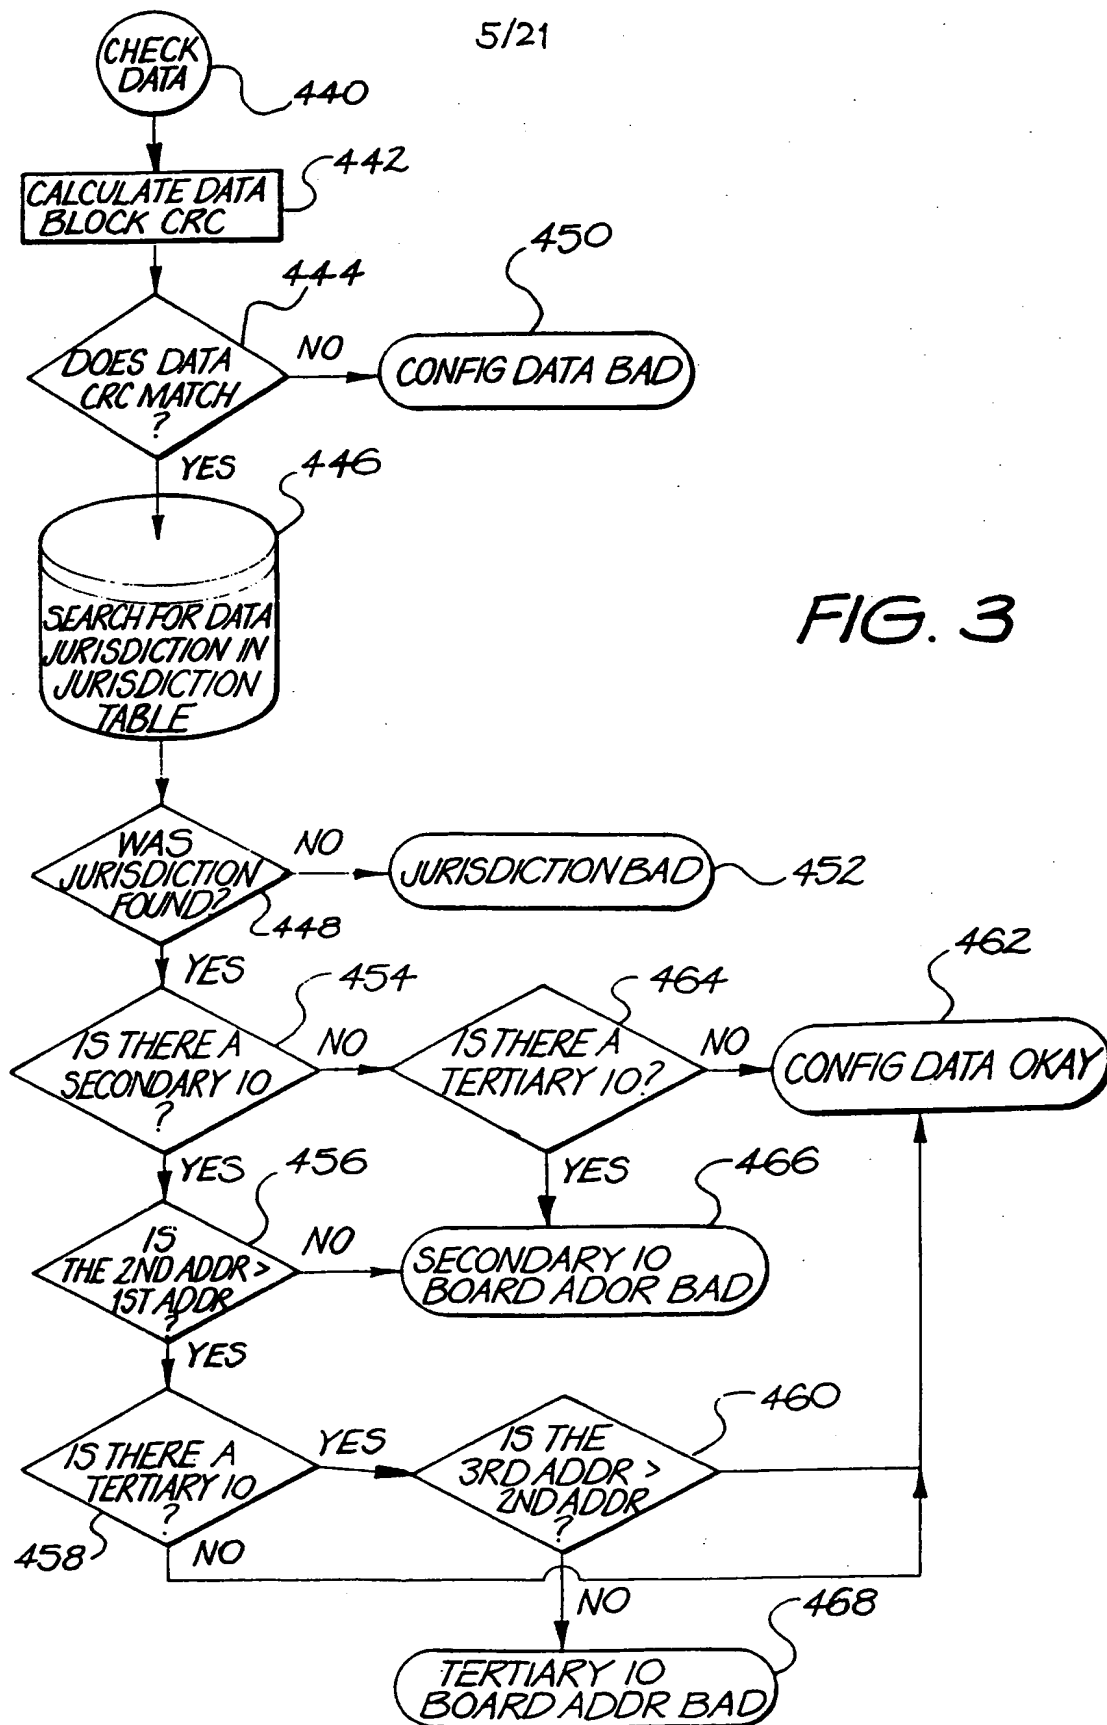 5/21
CHECK
DATA
440
442
CALCULATE DATA
BLOCK CRC
444
450
DOES DATA
CRC MATCH
?
NO
CONFIG DATA BAD
YES
446
SEARCH FOR DATA
JURISDICTION IN
JURISDICTION
TABLE
FIG. 3
WAS
JURISDICTION
FOUND?
448
NO
JURISDICTION BAD
452
YES
454
464
462
IS THERE A
SECONDARY IO
?
NO
IS THERE A
TERTIARY IO?
NO
CONFIG DATA OKAY
YES
456
YES
466
IS
THE 2ND ADDR >
1ST ADDR
?
NO
SECONDARY IO
BOARD ADOR BAD
YES
460
IS THERE A
TERTIARY IO
?
458
YES
IS THE
3RD ADDR >
2ND ADDR
?
NO
NO
468
TERTIARY IO
BOARD ADDR BAD